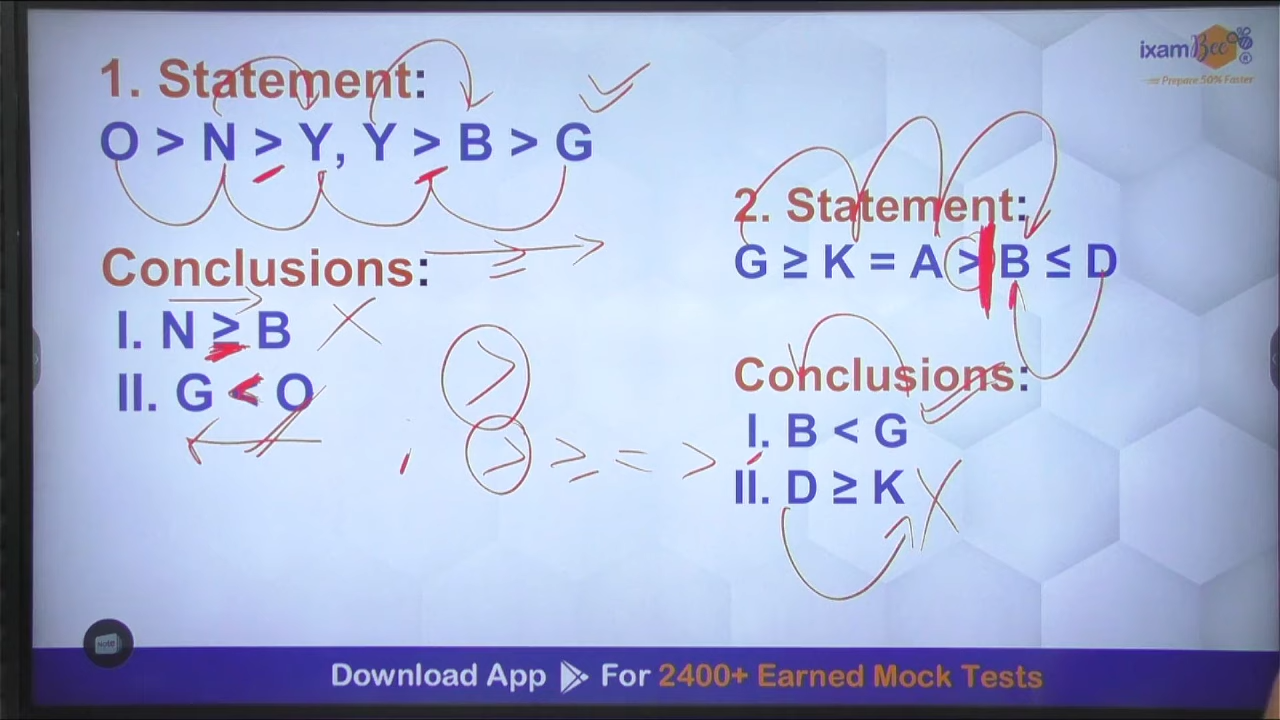 1. Statement:
O > N > Y, Y > B > G
Conclusions:
I. N ≥ B
II. G < O
> ≥ = >
ixamBee
Prepare 50% Faster
2. Statement:
G ≥ K = A > B ≤ D
Conclusions:
I. B < G
II. D ≥ K
Note
Download App For 2400+ Earned Mock Tests